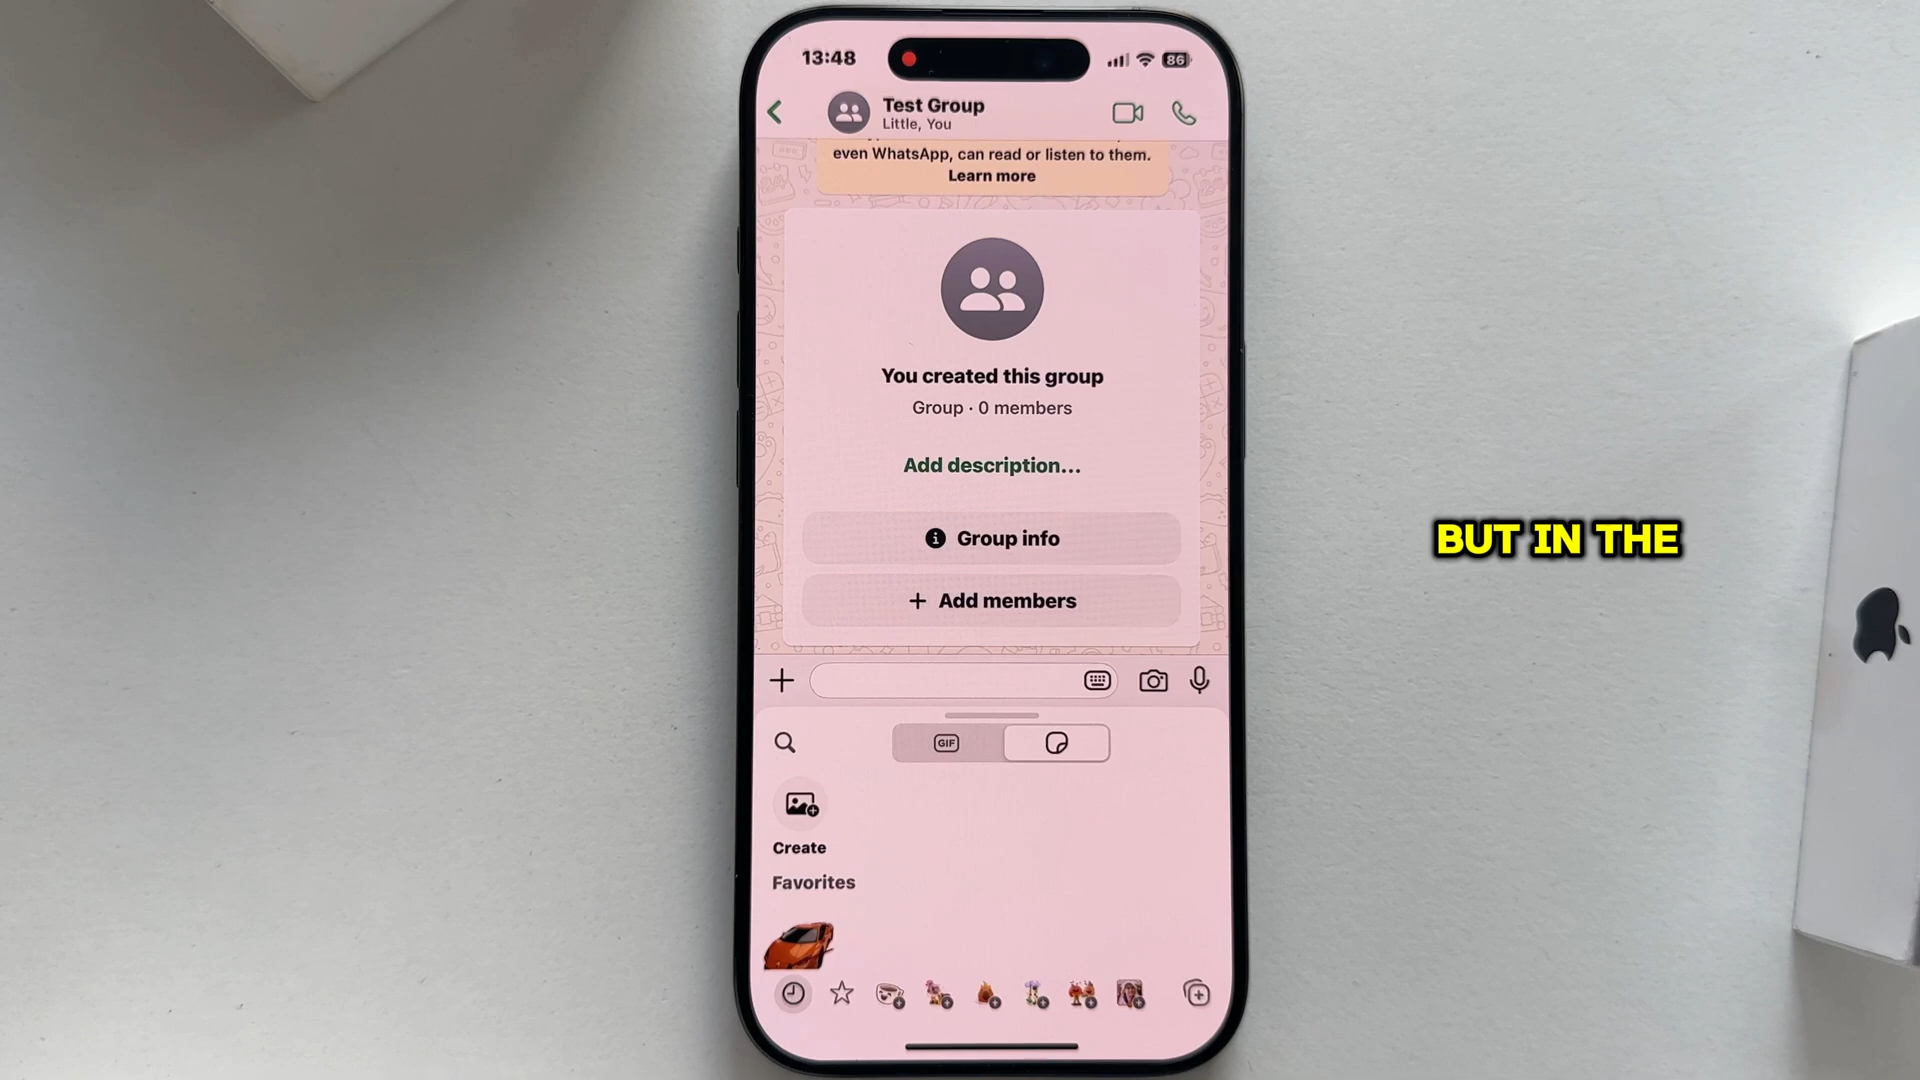 13:48
86
Test Group
Little, You
even WhatsApp, can read or listen to them.
Learn more
You created this group
Group · 0 members
Add description...
Group info
+ Add members
BUT IN THE
GIF
Create
Favorites